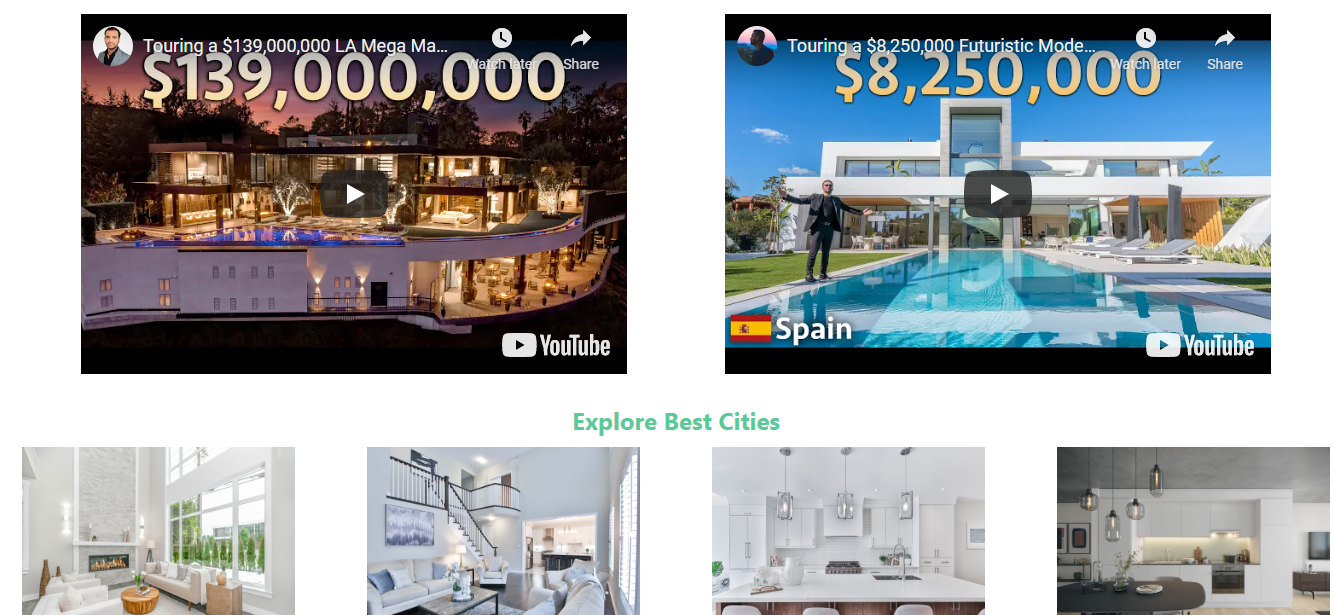 Touring a $139,000,000 LA Mega Ma...
Watch later
Share
$139,000,000
YouTube
Touring a $8,250,000 Futuristic Mode...
Watch later
Share
$8,250,000
Spain
YouTube
Explore Best Cities